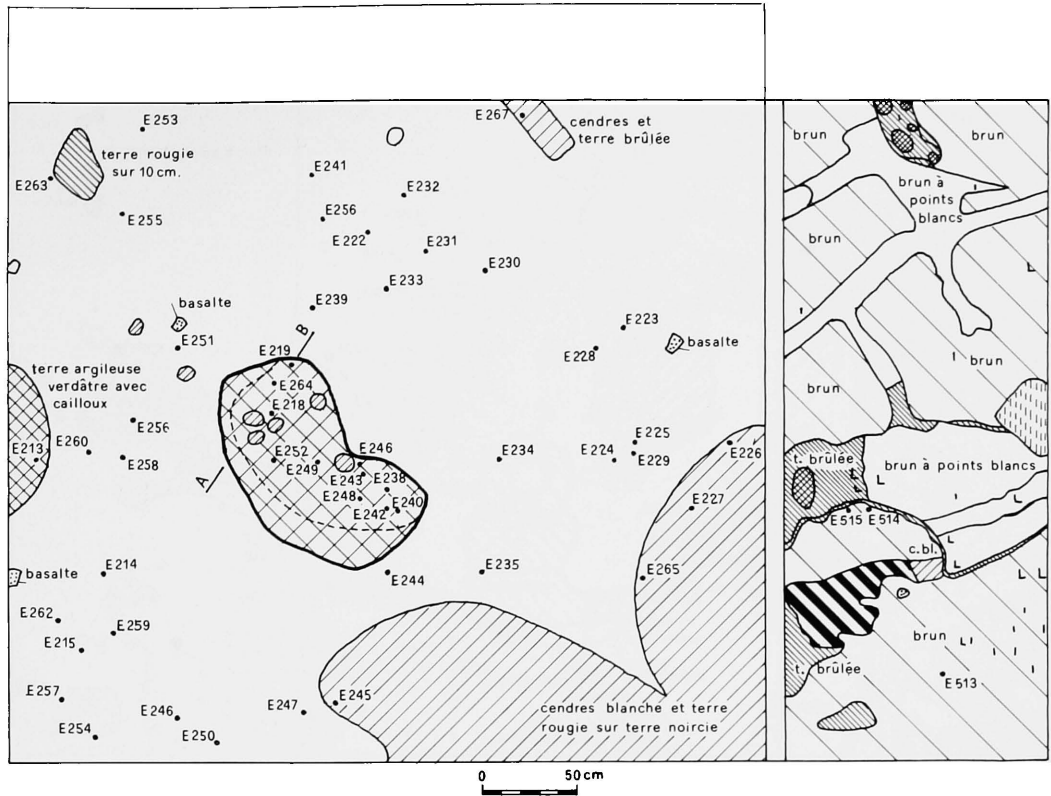 E 253
E 267
cendres et
terre brûlée
brun
brun
terre rougie
sur 10 cm.
E 263
E 241
E 232
brun à
points
blancs
E 255
E 256
E 222
E 231
brun
E 230
E 233
basalte
E 239
B
E 223
E 251
E 228
basalte
E 219
brun
terre argileuse
verdâtre avec
cailloux
E 264
brun
E 218
E 256
E 213
E 260
E 258
E 252
E 249
E 246
E 234
E 224
E 225
E 229
E 226
t. brûlée
brun à points blancs
A
E 243
E 238
E 248
E 242
E 240
E 227
E 515
E 514
c. bl.
E 214
basalte
E 244
E 235
E 265
E 262
E 259
E 215
brun
t. brûlée
E 513
E 257
E 254
E 246
E 250
E 247
E 245
cendres blanche et terre
rougie sur terre noircie
0
50 cm